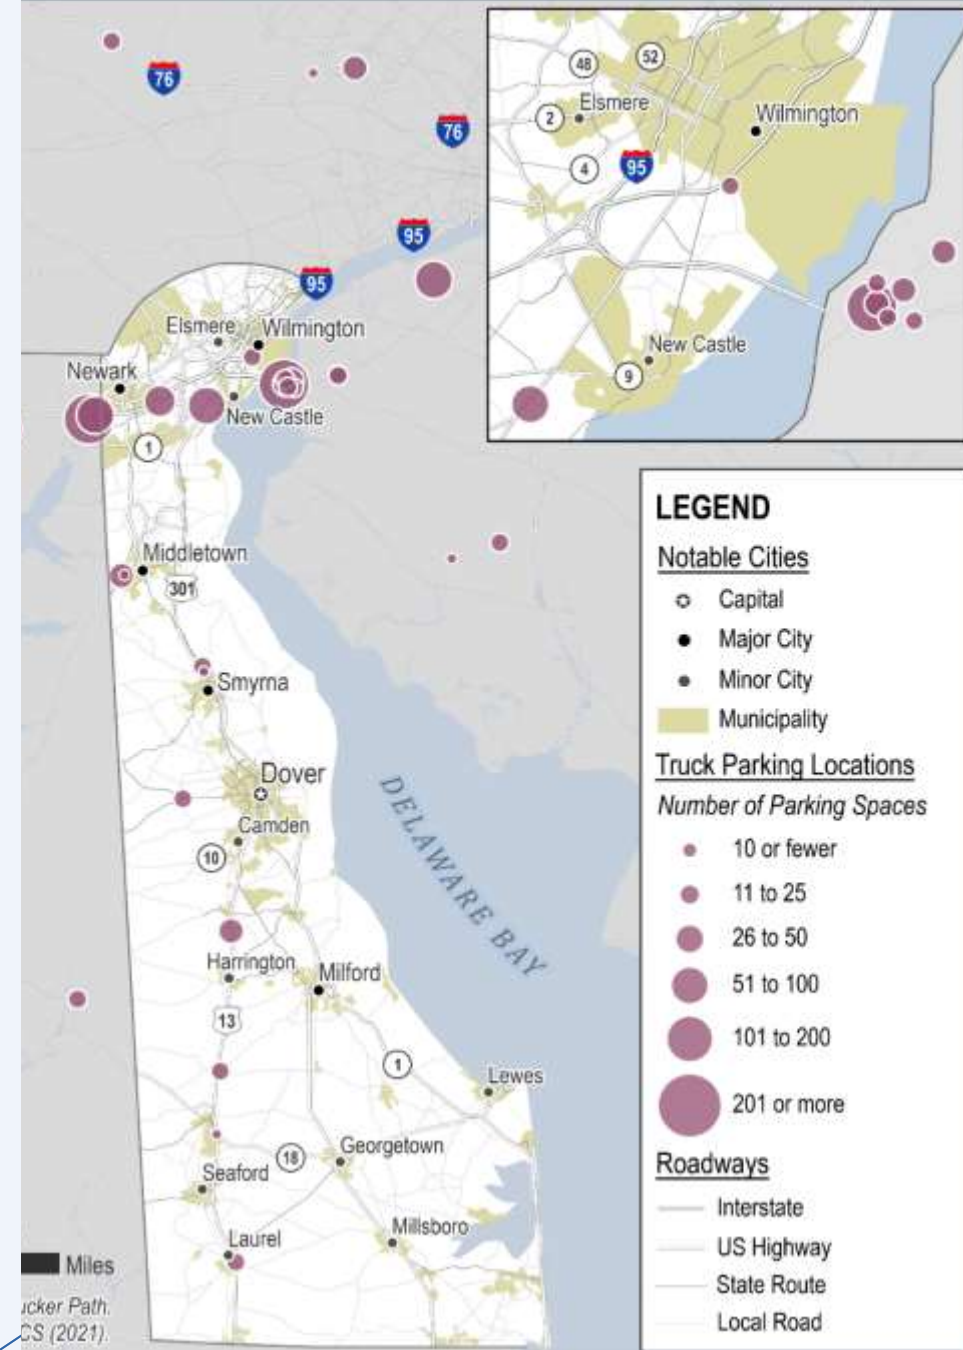 76
76
95
95
Elsmere
Wilmington
Newark
New Castle
1
Middletown
301
Smyrna
Dover
Camden
10
DELAWARE BAY
Harrington
Milford
13
1
Lewes
18
Georgetown
Seaford
Millsboro
Laurel
Miles
ucker Path.
CS (2021).
48
52
2
Elsmere
Wilmington
4
95
New Castle
9
LEGEND
Notable Cities
Capital
Major City
Minor City
Municipality
Truck Parking Locations
Number of Parking Spaces
10 or fewer
11 to 25
26 to 50
51 to 100
101 to 200
201 or more
Roadways
Interstate
US Highway
State Route
Local Road